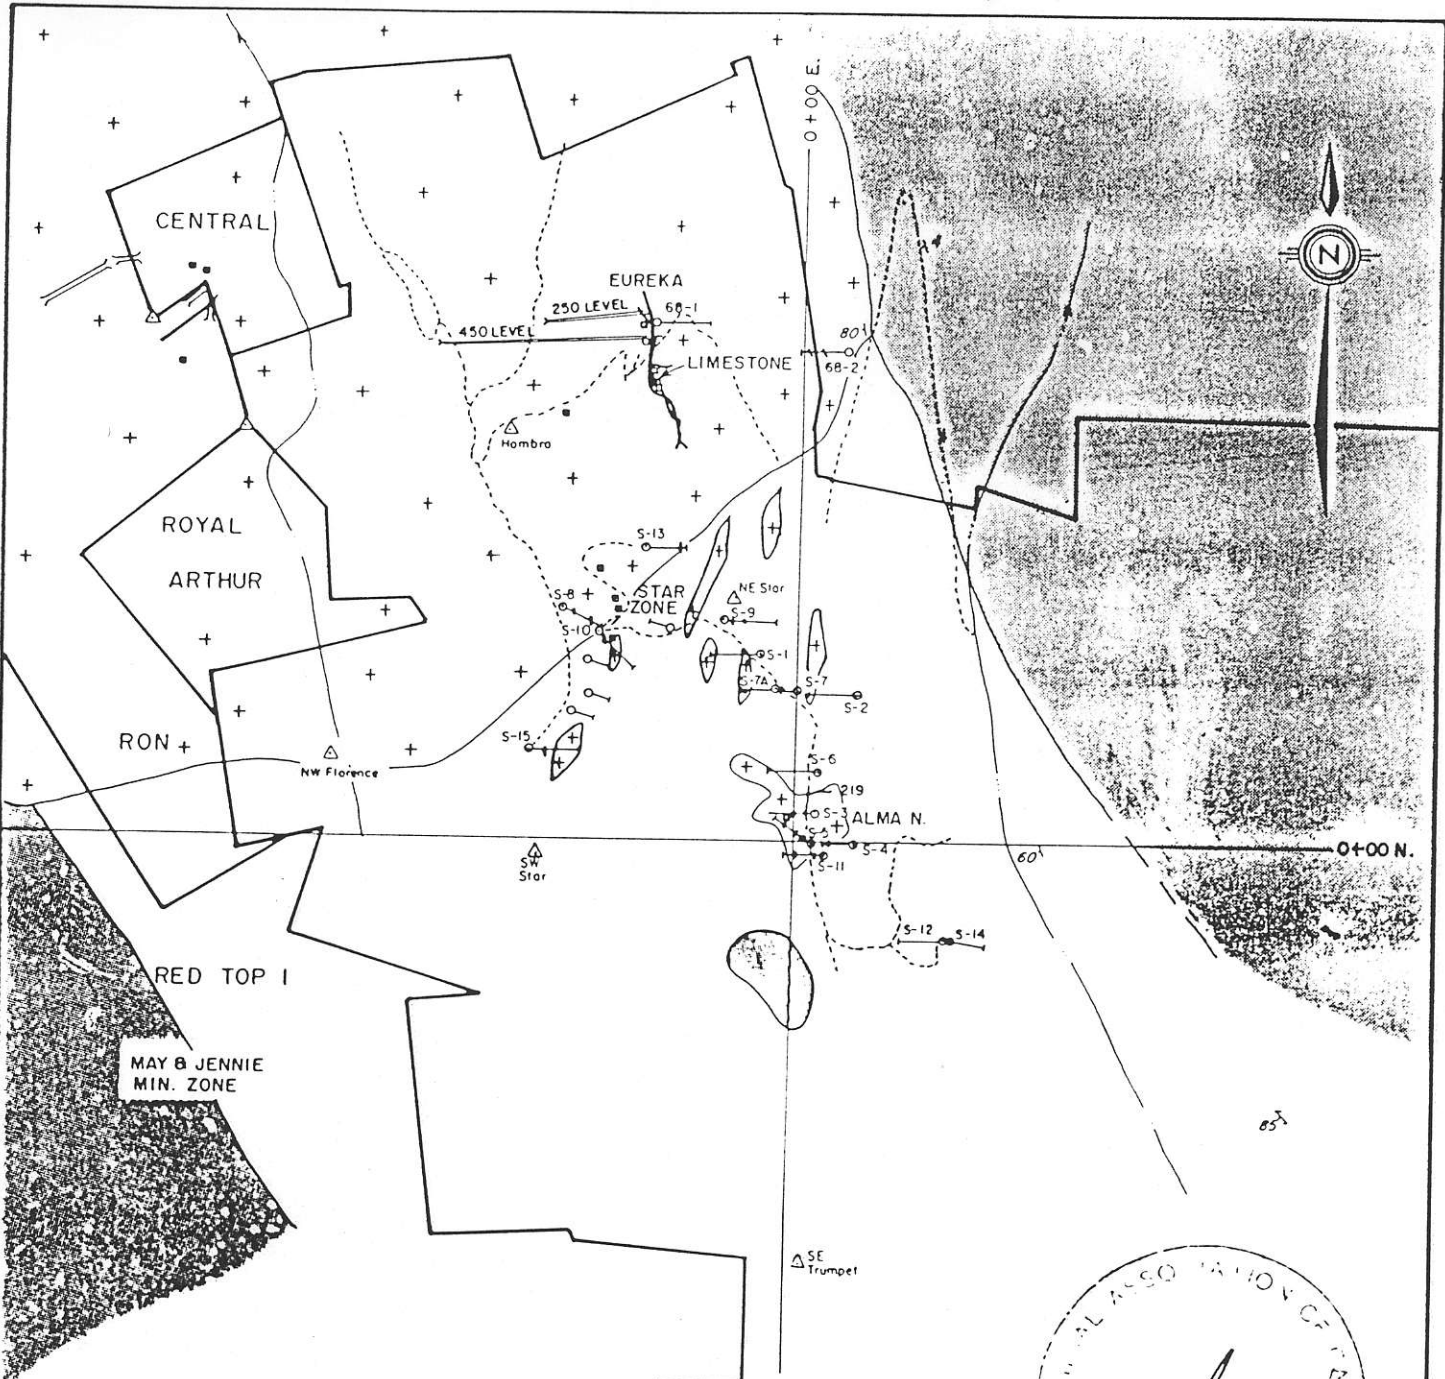 0+00 E.
CENTRAL
N
EUREKA
250 LEVEL
68-1
450 LEVEL
80
LIMESTONE
68-2
Hombra
ROYAL
ARTHUR
S-13
S-8
STAR
ZONE
NE Star
S-9
S-10
S-1
S-7A
S-7
S-2
S-15
RON
NW Florence
S-6
219
S-3
ALMA N.
S-5
S-4
S-11
60
0+00 N.
SW
Star
S-12
S-14
RED TOP 1
MAY & JENNIE
MIN. ZONE
85
SE
Trumpet